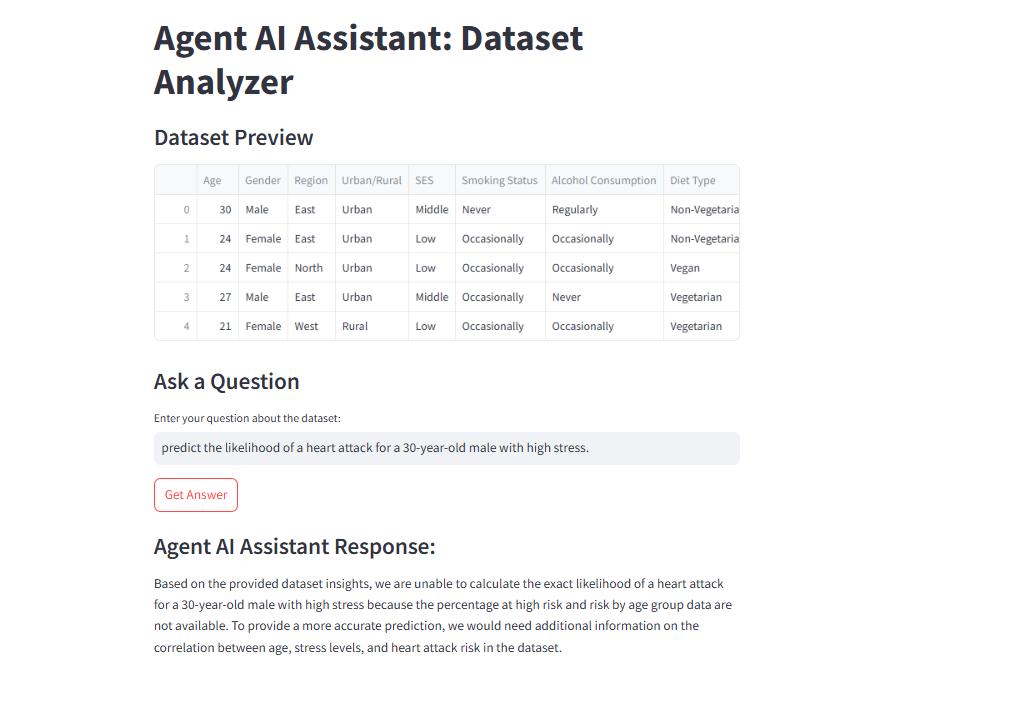 Agent AI Assistant: Dataset
Analyzer
Dataset Preview
Age Gender Region Urban/Rural SES Smoking Status Alcohol Consumption Diet Type
0 30 Male East Urban Middle Never Regularly Non-Vegetaria
1 24 Female East Urban Low Occasionally Occasionally Non-Vegetaria
2 24 Female North Urban Low Occasionally Occasionally Vegan
3 27 Male East Urban Middle Occasionally Never Vegetarian
4 21 Female West Rural Low Occasionally Occasionally Vegetarian
Ask a Question
Enter your question about the dataset:
predict the likelihood of a heart attack for a 30-year-old male with high stress.
Get Answer
Agent AI Assistant Response:
Based on the provided dataset insights, we are unable to calculate the exact likelihood of a heart attack
for a 30-year-old male with high stress because the percentage at high risk and risk by age group data are
not available. To provide a more accurate prediction, we would need additional information on the
correlation between age, stress levels, and heart attack risk in the dataset.